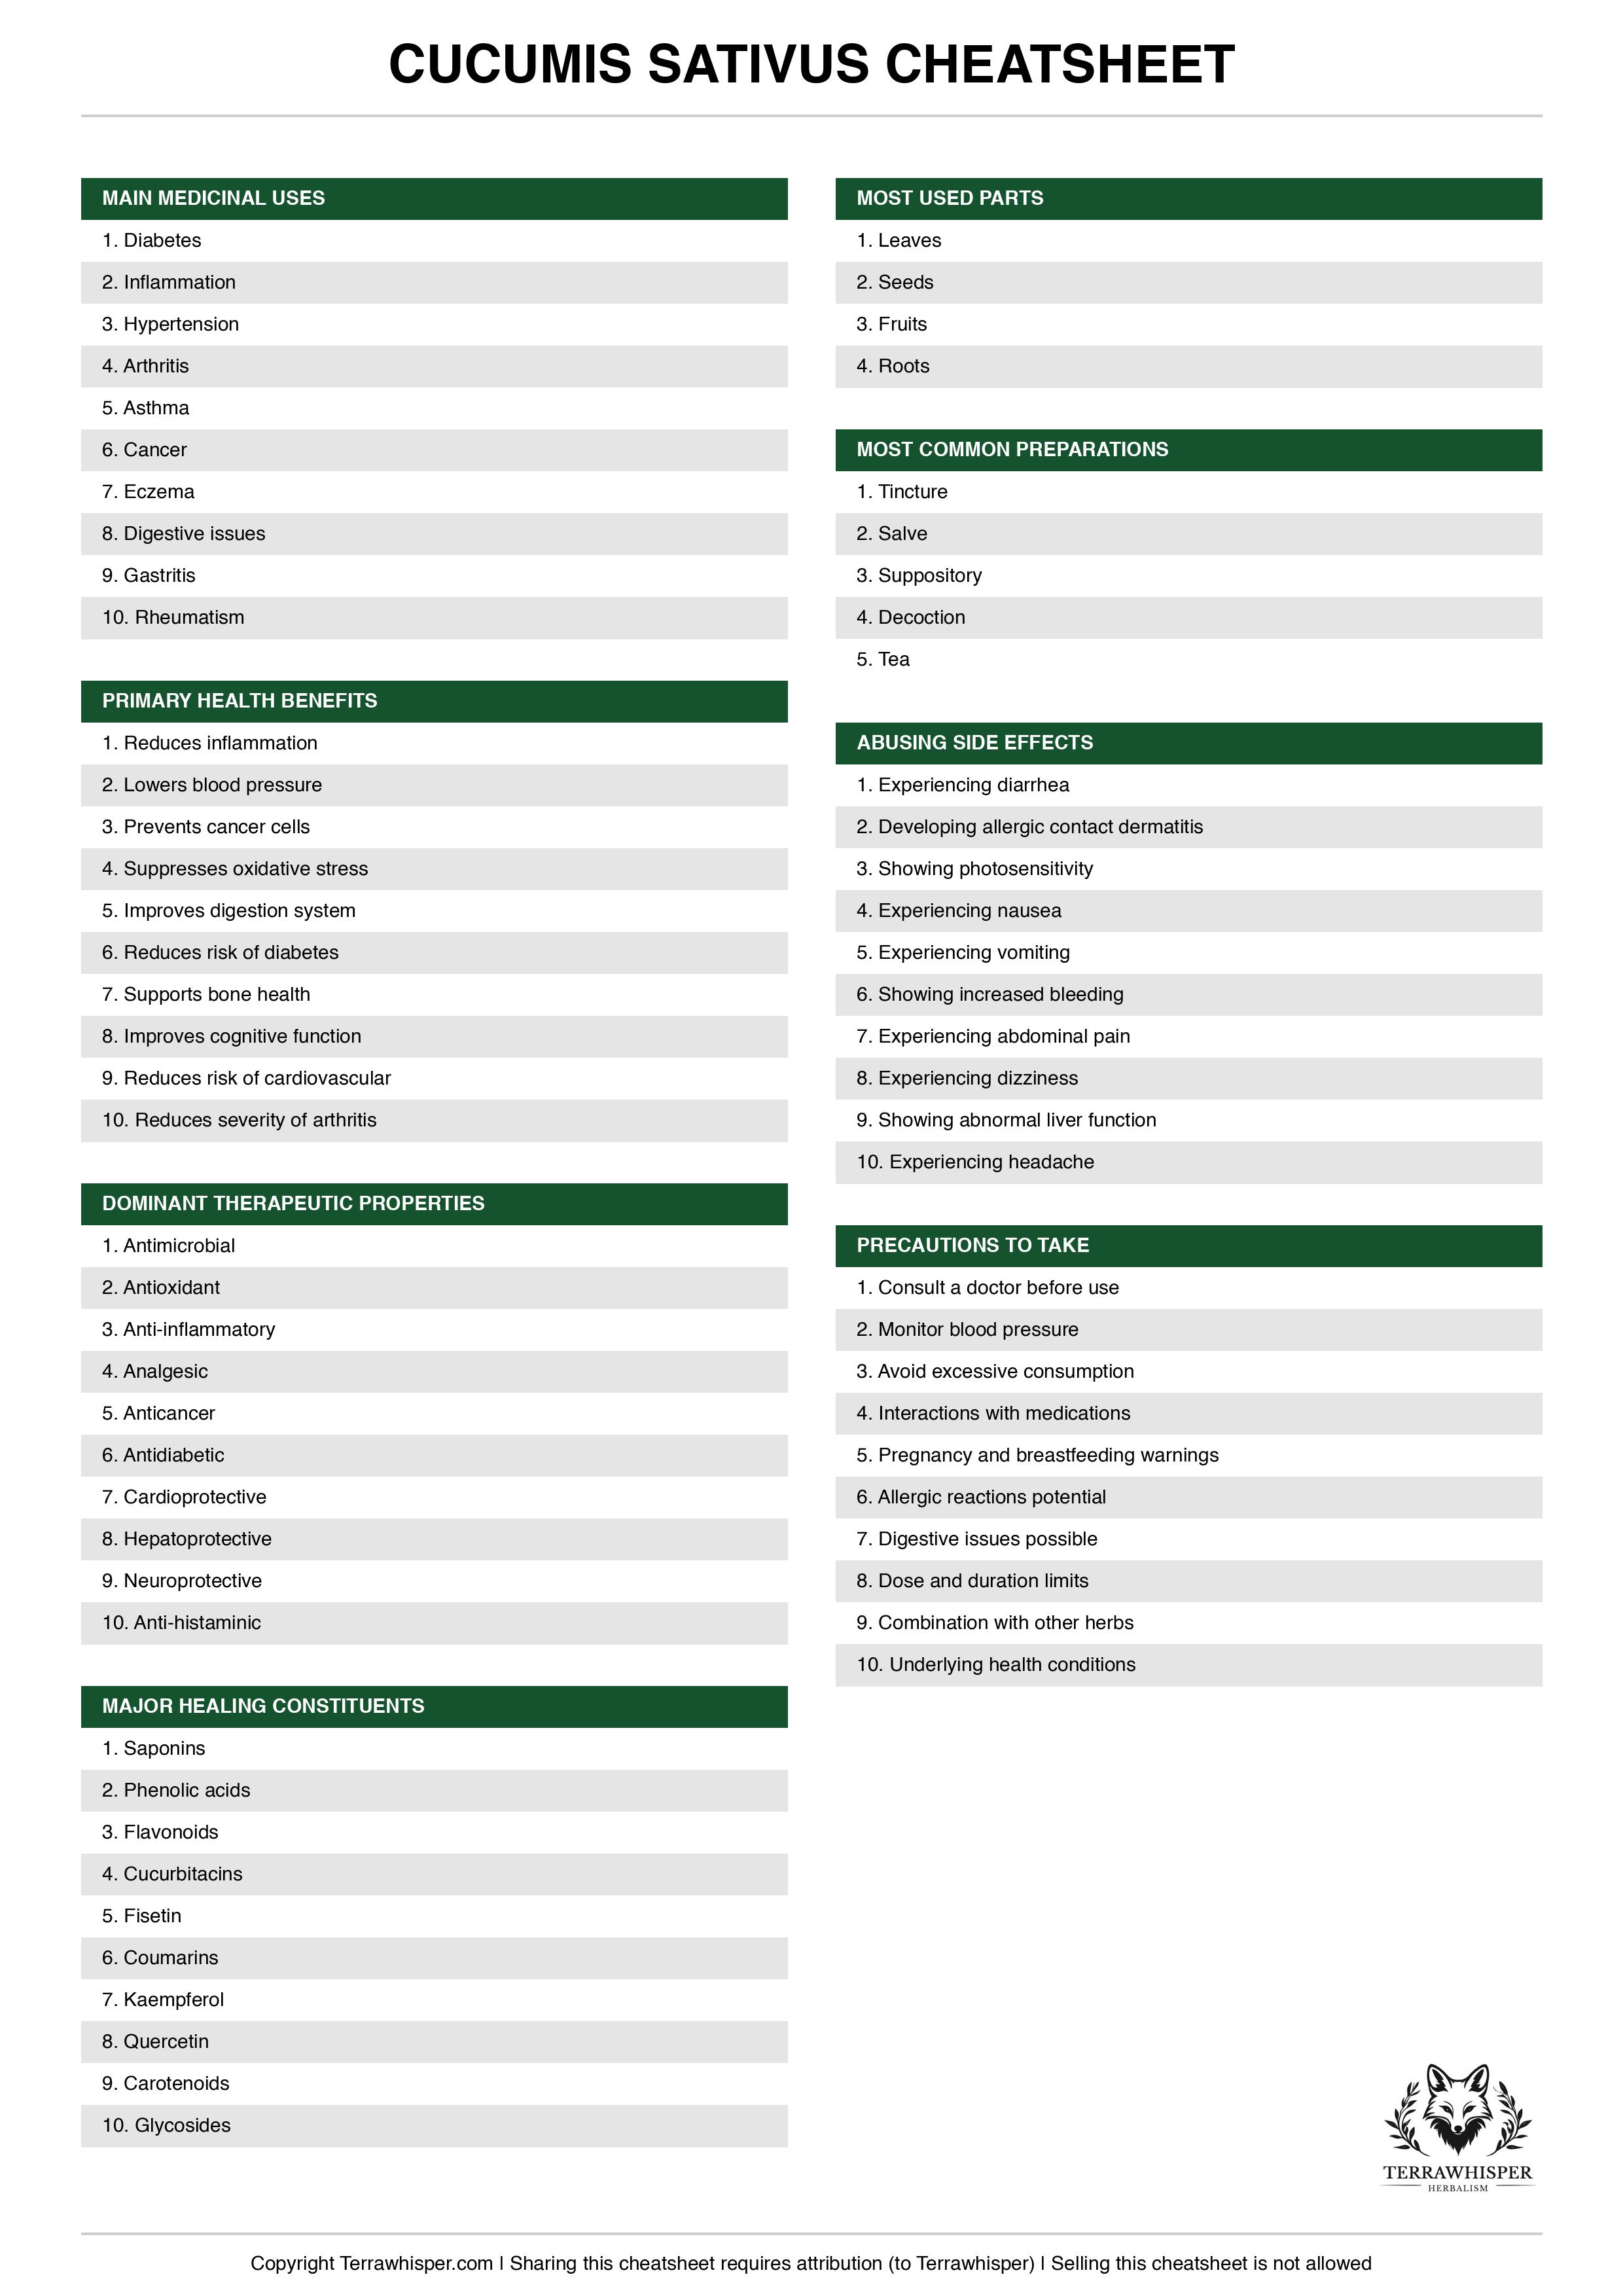 CUCUMIS SATIVUS CHEATSHEET
MAIN MEDICINAL USES
1. Diabetes
2. Inflammation
3. Hypertension
4. Arthritis
5. Asthma
6. Cancer
7. Eczema
8. Digestive issues
9. Gastritis
10. Rheumatism
PRIMARY HEALTH BENEFITS
1. Reduces inflammation
2. Lowers blood pressure
3. Prevents cancer cells
4. Suppresses oxidative stress
5. Improves digestion system
6. Reduces risk of diabetes
7. Supports bone health
8. Improves cognitive function
9. Reduces risk of cardiovascular
10. Reduces severity of arthritis
DOMINANT THERAPEUTIC PROPERTIES
1. Antimicrobial
2. Antioxidant
3. Anti-inflammatory
4. Analgesic
5. Anticancer
6. Antidiabetic
7. Cardioprotective
8. Hepatoprotective
9. Neuroprotective
10. Anti-histaminic
MAJOR HEALING CONSTITUENTS
1. Saponins
2. Phenolic acids
3. Flavonoids
4. Cucurbitacins
5. Fisetin
6. Coumarins
7. Kaempferol
8. Quercetin
9. Carotenoids
10. Glycosides
MOST USED PARTS
1. Leaves
2. Seeds
3. Fruits
4. Roots
MOST COMMON PREPARATIONS
1. Tincture
2. Salve
3. Suppository
4. Decoction
5. Tea
ABUSING SIDE EFFECTS
1. Experiencing diarrhea
2. Developing allergic contact dermatitis
3. Showing photosensitivity
4. Experiencing nausea
5. Experiencing vomiting
6. Showing increased bleeding
7. Experiencing abdominal pain
8. Experiencing dizziness
9. Showing abnormal liver function
10. Experiencing headache
PRECAUTIONS TO TAKE
1. Consult a doctor before use
2. Monitor blood pressure
3. Avoid excessive consumption
4. Interactions with medications
5. Pregnancy and breastfeeding warnings
6. Allergic reactions potential
7. Digestive issues possible
8. Dose and duration limits
9. Combination with other herbs
10. Underlying health conditions
TERRAWHISPER
HERBALISM
Copyright Terrawhisper.com | Sharing this cheatsheet requires attribution (to Terrawhisper) | Selling this cheatsheet is not allowed